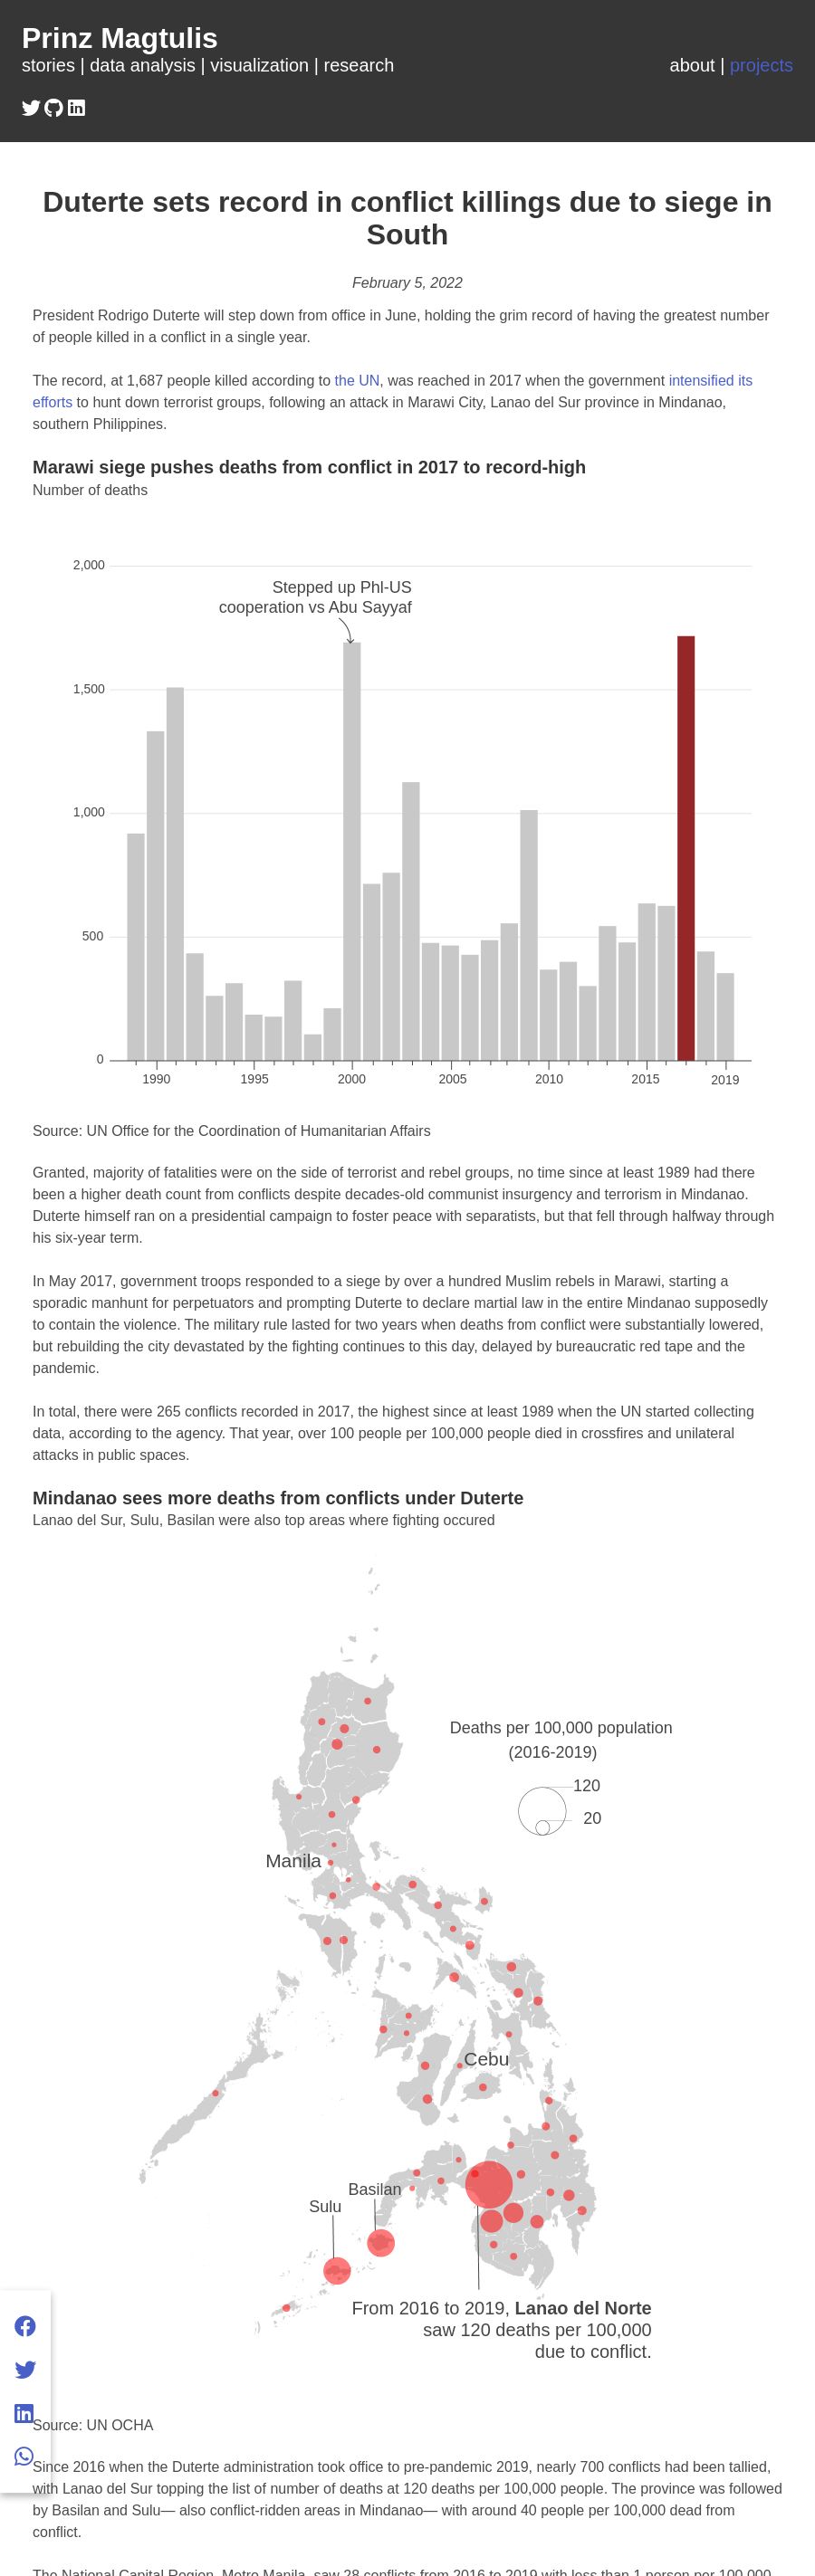 Prinz Magtulis
stories | data analysis | visualization | research
about | projects
Duterte sets record in conflict killings due to siege in
South
February 5, 2022
President Rodrigo Duterte will step down from office in June, holding the grim record of having the greatest number
of people killed in a conflict in a single year.
The record, at 1,687 people killed according to the UN, was reached in 2017 when the government intensified its
efforts to hunt down terrorist groups, following an attack in Marawi City, Lanao del Sur province in Mindanao,
southern Philippines.
Marawi siege pushes deaths from conflict in 2017 to record-high
Number of deaths
2,000
Stepped up Phl-US
cooperation vs Abu Sayyaf
1,500
1,000
500
0
1990 1995 2000 2005 2010 2015 2019
Source: UN Office for the Coordination of Humanitarian Affairs
Granted, majority of fatalities were on the side of terrorist and rebel groups, no time since at least 1989 had there
been a higher death count from conflicts despite decades-old communist insurgency and terrorism in Mindanao.
Duterte himself ran on a presidential campaign to foster peace with separatists, but that fell through halfway through
his six-year term.
In May 2017, government troops responded to a siege by over a hundred Muslim rebels in Marawi, starting a
sporadic manhunt for perpetuators and prompting Duterte to declare martial law in the entire Mindanao supposedly
to contain the violence. The military rule lasted for two years when deaths from conflict were substantially lowered,
but rebuilding the city devastated by the fighting continues to this day, delayed by bureaucratic red tape and the
pandemic.
In total, there were 265 conflicts recorded in 2017, the highest since at least 1989 when the UN started collecting
data, according to the agency. That year, over 100 people per 100,000 people died in crossfires and unilateral
attacks in public spaces.
Mindanao sees more deaths from conflicts under Duterte
Lanao del Sur, Sulu, Basilan were also top areas where fighting occured
Deaths per 100,000 population
(2016-2019)
120
20
Manila
Cebu
Basilan
Sulu
From 2016 to 2019, Lanao del Norte
saw 120 deaths per 100,000
due to conflict.
Source: UN OCHA
Since 2016 when the Duterte administration took office to pre-pandemic 2019, nearly 700 conflicts had been tallied,
with Lanao del Sur topping the list of number of deaths at 120 deaths per 100,000 people. The province was followed
by Basilan and Sulu— also conflict-ridden areas in Mindanao— with around 40 people per 100,000 dead from
conflict.
The National Capital Region, Metro Manila, saw 28 conflicts from 2016 to 2019 with less than 1 person per 100,000